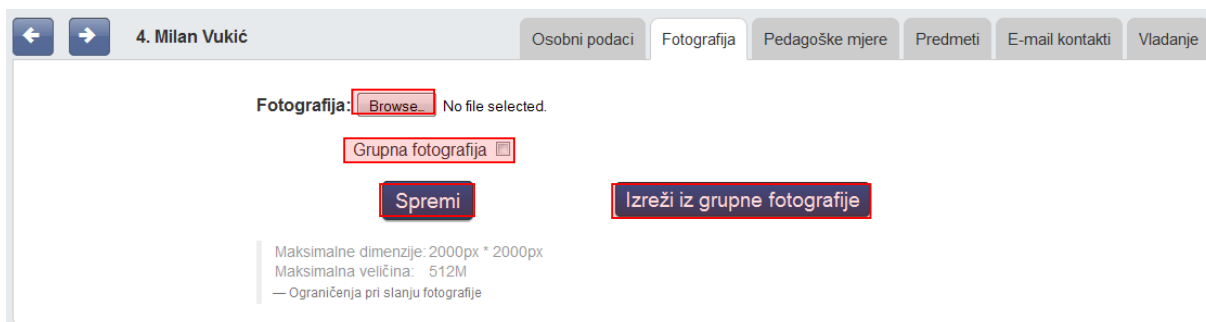 4. Milan Vukić
Osobni podaci
Fotografija
Pedagoške mjere
Predmeti
E-mail kontakti
Vladanje
Fotografija: Browse.. No file selected.
Grupna fotografija
Spremi
Izreži iz grupne fotografije
Maksimalne dimenzije: 2000px * 2000px
Maksimalna veličina: 512M
— Ograničenja pri slanju fotografije